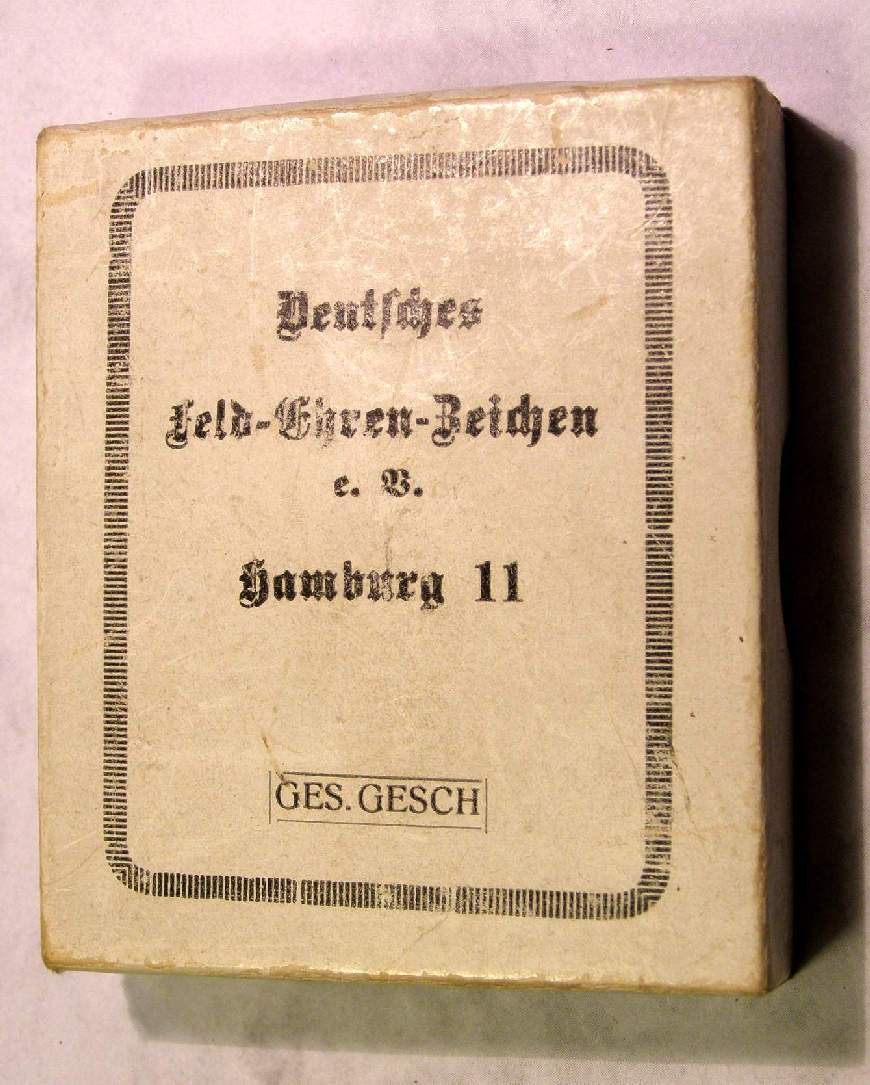 Deutſches
Feld-Ehren-Zeichen
e. V.
Hamburg 11
GES. GESCH